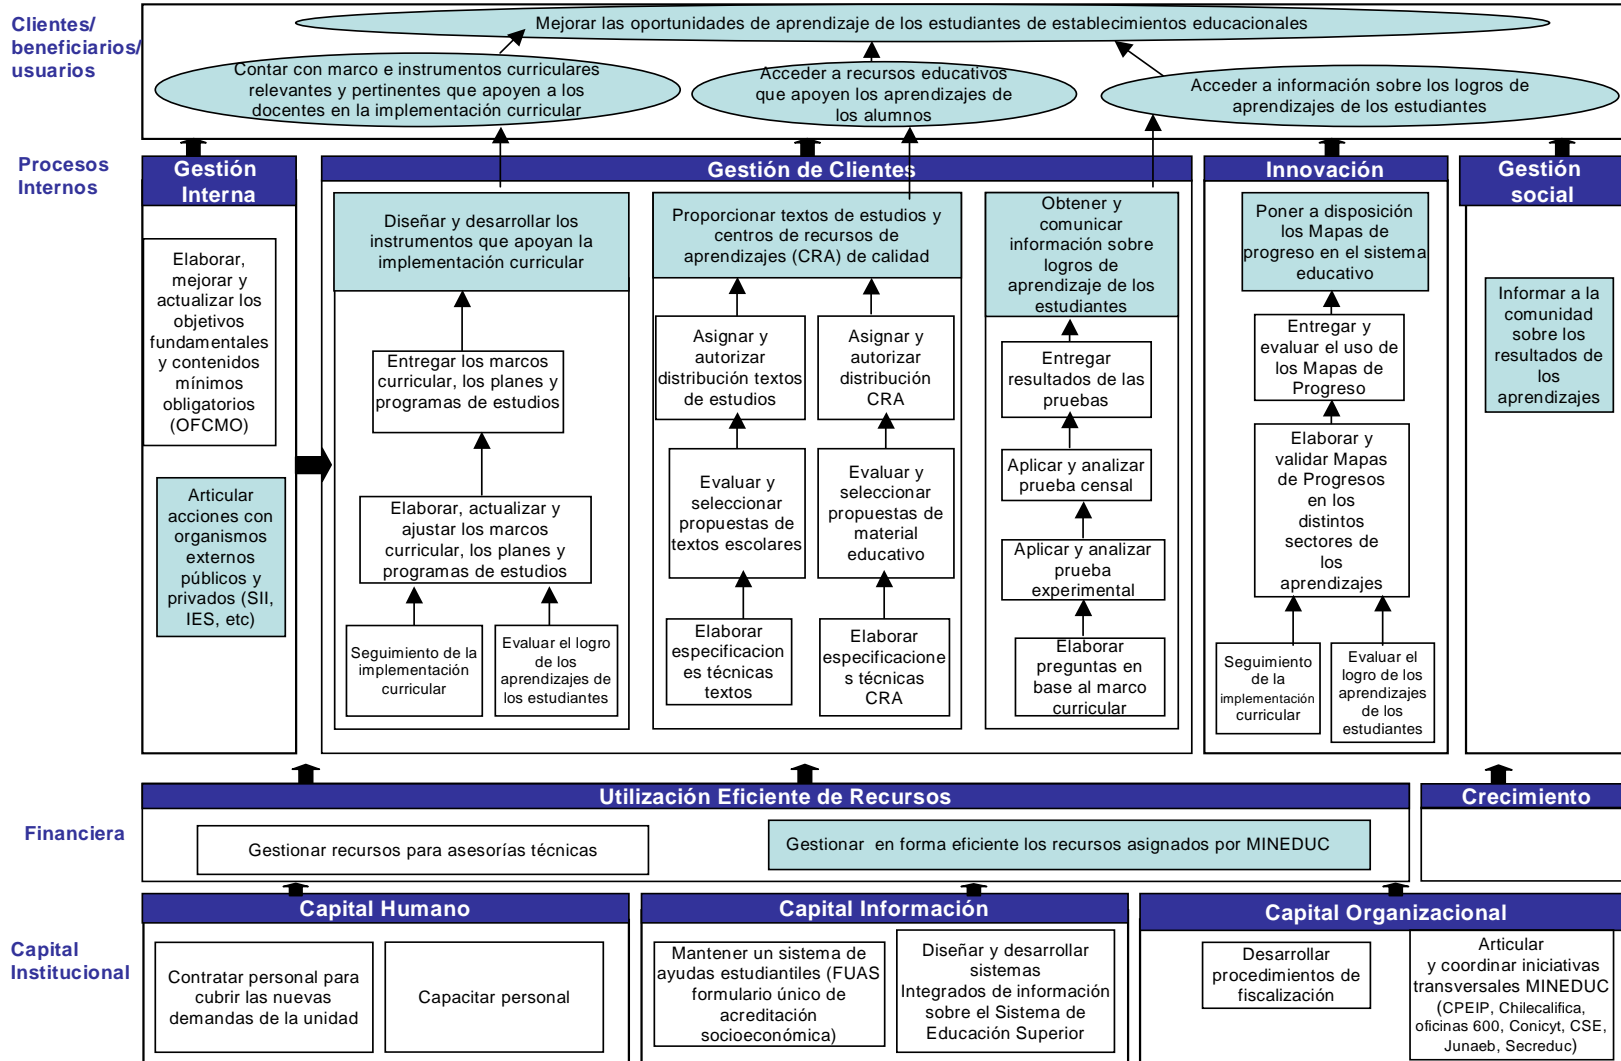 Clientes/
beneficiarios/
usuarios
Mejorar las oportunidades de aprendizaje de los estudiantes de establecimientos educacionales
Contar con marco e instrumentos curriculares
relevantes y pertinentes que apoyen a los
docentes en la implementación curricular
Acceder a recursos educativos
que apoyen los aprendizajes de
los alumnos
Acceder a información sobre los logros de
aprendizajes de los estudiantes
Procesos
Internos
Gestión
Interna
Elaborar,
mejorar y
actualizar los
objetivos
fundamentales
y contenidos
mínimos
obligatorios
(OFCMO)
Articular
acciones con
organismos
externos
públicos y
privados (SII,
IES, etc)
Gestión de Clientes
Diseñar y desarrollar los
instrumentos que apoyan la
implementación curricular
Entregar los marcos
curricular, los planes y
programas de estudios
Elaborar, actualizar y
ajustar los marcos
curricular, los planes y
programas de estudios
Seguimiento de la
implementación
curricular
Evaluar el logro
de los
aprendizajes de
los estudiantes
Proporcionar textos de estudios y
centros de recursos de
aprendizajes (CRA) de calidad
Asignar y
autorizar
distribución textos
de estudios
Evaluar y
seleccionar
propuestas de
textos escolares
Elaborar
especificacion
es técnicas
textos
Asignar y
autorizar
distribución
CRA
Evaluar y
seleccionar
propuestas de
material
educativo
Elaborar
especificacione
s técnicas
CRA
Obtener y
comunicar
información sobre
logros de
aprendizaje de los
estudiantes
Entregar
resultados de las
pruebas
Aplicar y analizar
prueba censal
Aplicar y analizar
prueba
experimental
Elaborar
preguntas en
base al marco
curricular
Innovación
Poner a disposición
los Mapas de
progreso en el sistema
educativo
Entregar y
evaluar el uso de
los Mapas de
Progreso
Elaborar y
validar Mapas
de Progresos
en los
distintos
sectores de
los
aprendizajes
Seguimiento
de la
implementación
curricular
Evaluar el
logro de los
aprendizajes
de los
estudiantes
Gestión
social
Informar a la
comunidad
sobre los
resultados de
los
aprendizajes
Financiera
Utilización Eficiente de Recursos
Gestionar recursos para asesorías técnicas
Gestionar en forma eficiente los recursos asignados por MINEDUC
Crecimiento
Capital
Institucional
Capital Humano
Contratar personal para
cubrir las nuevas
demandas de la unidad
Capacitar personal
Capital Información
Mantener un sistema de
ayudas estudiantiles (FUAS
formulario único de
acreditación
socioeconómica)
Diseñar y desarrollar
sistemas
Integrados de información
sobre el Sistema de
Educación Superior
Capital Organizacional
Desarrollar
procedimientos de
fiscalización
Articular
y coordinar iniciativas
transversales MINEDUC
(CPEIP, Chilecalifica,
oficinas 600, Conicyt, CSE,
Junaeb, Secreduc)